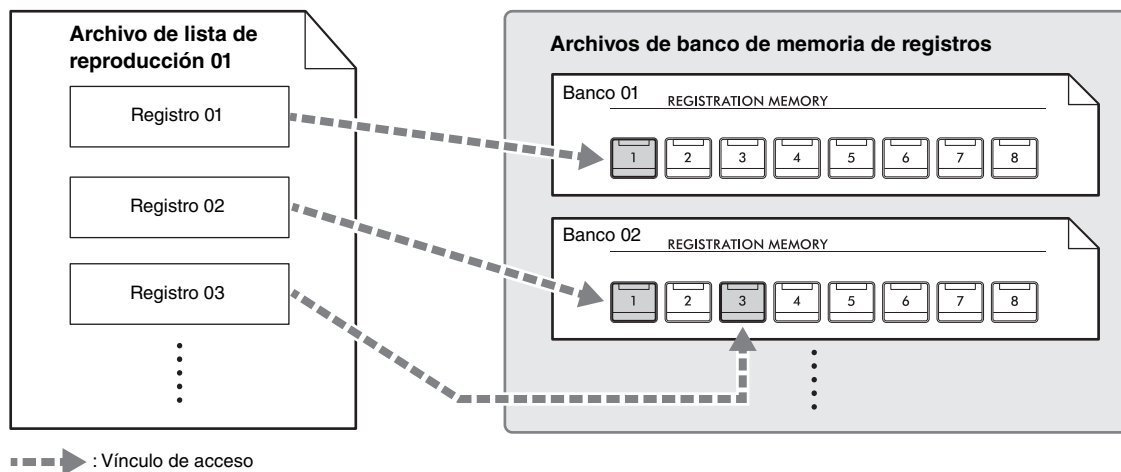 Archivo de lista de
reproducción 01
Registro 01
Registro 02
Registro 03
Archivos de banco de memoria de registros
Banco 01
REGISTRATION MEMORY
1 2 3 4 5 6 7 8
Banco 02
REGISTRATION MEMORY
1 2 3 4 5 6 7 8
: Vínculo de acceso